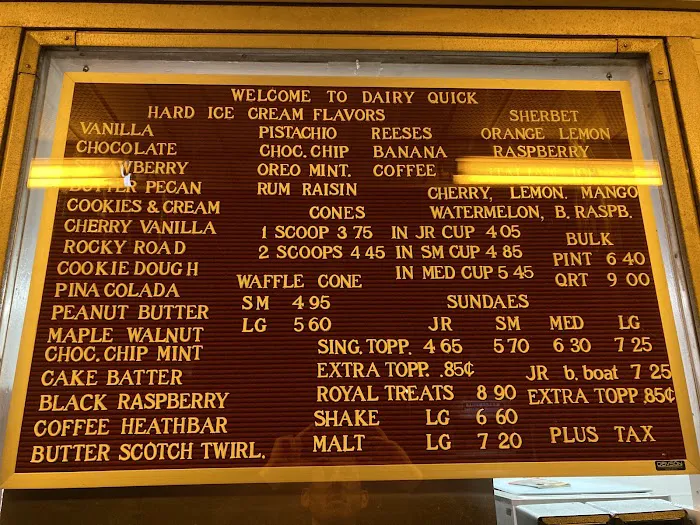 WELCOME TO DAIRY QUICK
HARD ICE CREAM FLAVORS
VANILLA
CHOCOLATE
STRAWBERRY
BUTTER PECAN
COOKIES & CREAM
CHERRY VANILLA
ROCKY ROAD
COOKIE DOUGH
PINA COLADA
PEANUT BUTTER
MAPLE WALNUT
CHOC. CHIP MINT
CAKE BATTER
BLACK RASPBERRY
COFFEE HEATHBAR
BUTTER SCOTCH TWIRL.
PISTACHIO REESES
CHOC. CHIP BANANA
OREO MINT. COFFEE
RUM RAISIN
SHERBET
ORANGE LEMON
RASPBERRY
CHERRY, LEMON. MANGO
WATERMELON, B. RASPB.
CONES
1 SCOOP 3 75 IN JR CUP 4 05
2 SCOOPS 4 45 IN SM CUP 4 85
IN MED CUP 5 45
BULK
PINT 6 40
QRT 9 00
WAFFLE CONE
SM 4 95
LG 5 60
SUNDAES
JR SM MED LG
SING. TOPP. 4 65 5 70 6 30 7 25
EXTRA TOPP. .85¢ JR b. boat 7 25
ROYAL TREATS 8 90 EXTRA TOPP .85¢
SHAKE LG 6 60
MALT LG 7 20
PLUS TAX